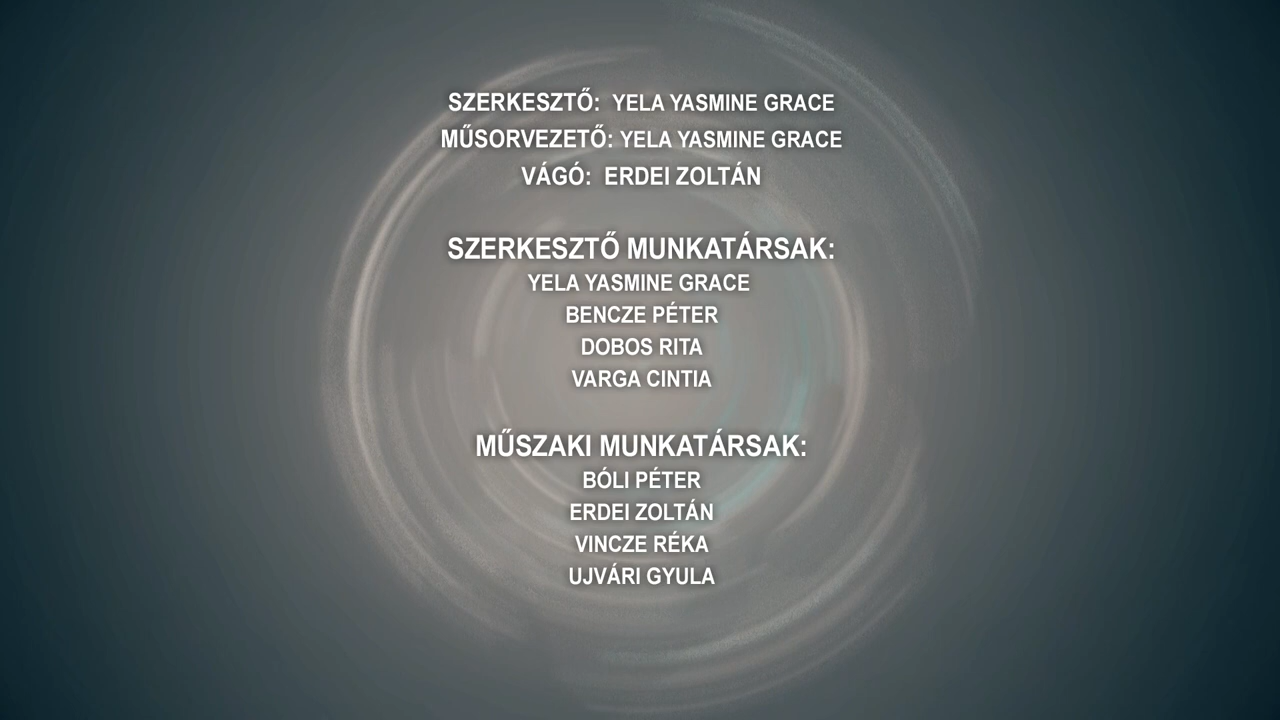 SZERKESZTŐ: YELA YASMINE GRACE
MŰSORVEZETŐ: YELA YASMINE GRACE
VÁGÓ: ERDEI ZOLTÁN
SZERKESZTŐ MUNKATÁRSAK:
YELA YASMINE GRACE
BENCZE PÉTER
DOBOS RITA
VARGA CINTIA
MŰSZAKI MUNKATÁRSAK:
BÓLI PÉTER
ERDEI ZOLTÁN
VINCZE RÉKA
UJVÁRI GYULA